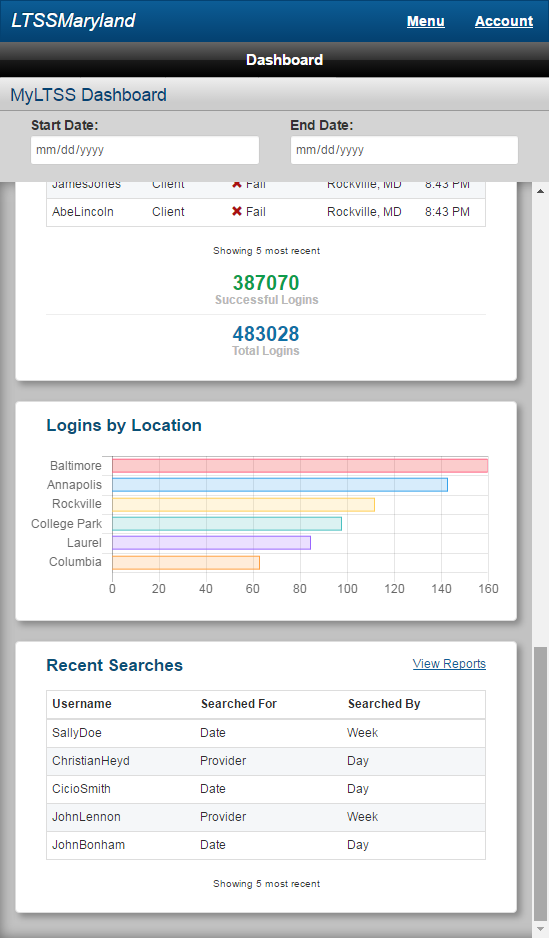 LTSSMaryland Menu Account
Dashboard
MyLTSS Dashboard
Start Date: End Date:
mm/dd/yyyy mm/dd/yyyy
JamesJones Client Fail Rockville, MD 8:43 PM
AbeLincoln Client Fail Rockville, MD 8:43 PM
Showing 5 most recent
387070
Successful Logins
483028
Total Logins
Logins by Location
Baltimore
Annapolis
Rockville
College Park
Laurel
Columbia
0 20 40 60 80 100 120 140 160
Recent Searches View Reports
Username Searched For Searched By
SallyDoe Date Week
ChristianHeyd Provider Day
CicioSmith Date Day
JohnLennon Provider Week
JohnBonham Date Day
Showing 5 most recent